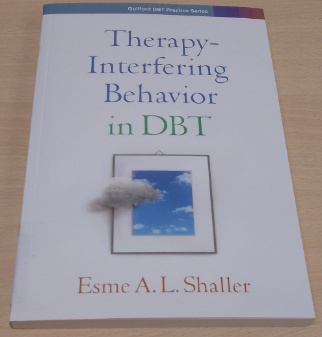 Guilford DBT Practice Series
Therapy-
Interfering
Behavior
in DBT
Esme A. L. Shaller